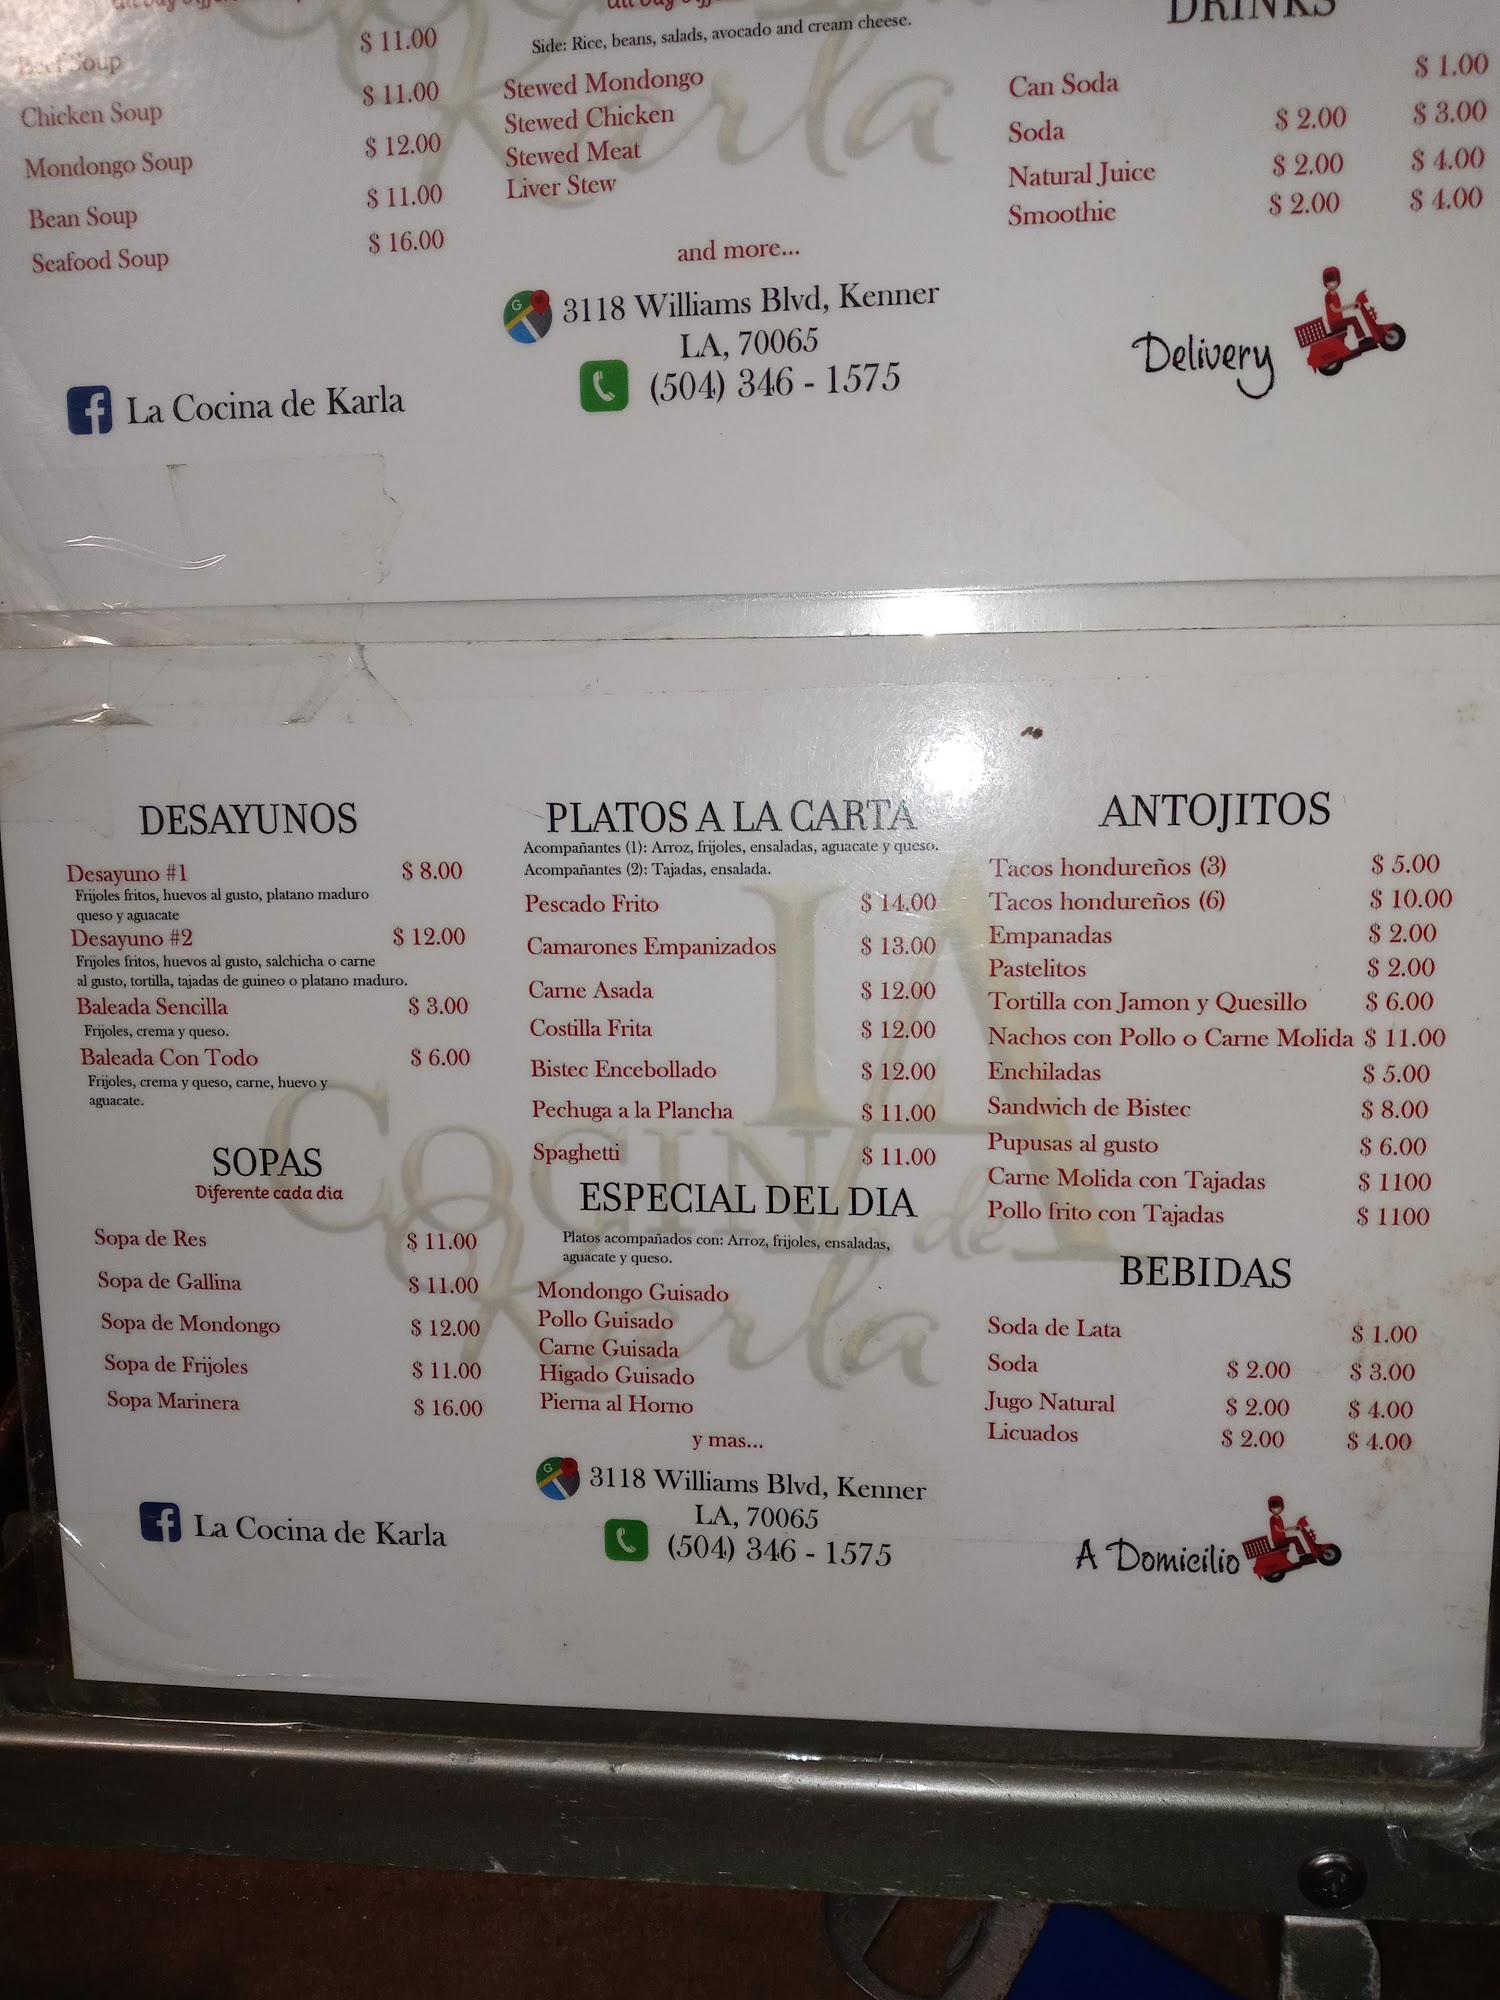 $ 11.00
Beef Soup
Chicken Soup $ 11.00
Mondongo Soup $ 12.00
Bean Soup $ 11.00
Seafood Soup $ 16.00
Side: Rice, beans, salads, avocado and cream cheese.
Stewed Mondongo
Stewed Chicken
Stewed Meat
Liver Stew
and more...
DRINKS
Can Soda $ 1.00
Soda $ 2.00 $ 3.00
Natural Juice $ 2.00 $ 4.00
Smoothie $ 2.00 $ 4.00
La Cocina de Karla
3118 Williams Blvd, Kenner
LA, 70065
(504) 346 - 1575
Delivery
DESAYUNOS
Desayuno #1 $ 8.00
Frijoles fritos, huevos al gusto, platano maduro
queso y aguacate
Desayuno #2 $ 12.00
Frijoles fritos, huevos al gusto, salchicha o carne
al gusto, tortilla, tajadas de guineo o platano maduro.
Baleada Sencilla $ 3.00
Frijoles, crema y queso.
Baleada Con Todo $ 6.00
Frijoles, crema y queso, carne, huevo y
aguacate.
SOPAS
Diferente cada dia
Sopa de Res $ 11.00
Sopa de Gallina $ 11.00
Sopa de Mondongo $ 12.00
Sopa de Frijoles $ 11.00
Sopa Marinera $ 16.00
La Cocina de Karla
PLATOS A LA CARTA
Acompañantes (1): Arroz, frijoles, ensaladas, aguacate y queso.
Acompañantes (2): Tajadas, ensalada.
Pescado Frito $ 14.00
Camarones Empanizados $ 13.00
Carne Asada $ 12.00
Costilla Frita $ 12.00
Bistec Encebollado $ 12.00
Pechuga a la Plancha $ 11.00
Spaghetti $ 11.00
ESPECIAL DEL DIA
Platos acompañados con: Arroz, frijoles, ensaladas,
aguacate y queso.
Mondongo Guisado
Pollo Guisado
Carne Guisada
Higado Guisado
Pierna al Horno
y mas...
3118 Williams Blvd, Kenner
LA, 70065
(504) 346 - 1575
ANTOJITOS
Tacos hondureños (3) $ 5.00
Tacos hondureños (6) $ 10.00
Empanadas $ 2.00
Pastelitos $ 2.00
Tortilla con Jamon y Quesillo $ 6.00
Nachos con Pollo o Carne Molida $ 11.00
Enchiladas $ 5.00
Sandwich de Bistec $ 8.00
Pupusas al gusto $ 6.00
Carne Molida con Tajadas $ 1100
Pollo frito con Tajadas $ 1100
BEBIDAS
Soda de Lata $ 1.00
Soda $ 2.00 $ 3.00
Jugo Natural $ 2.00 $ 4.00
Licuados $ 2.00 $ 4.00
A Domicilio
LA
COCINA de
Karla